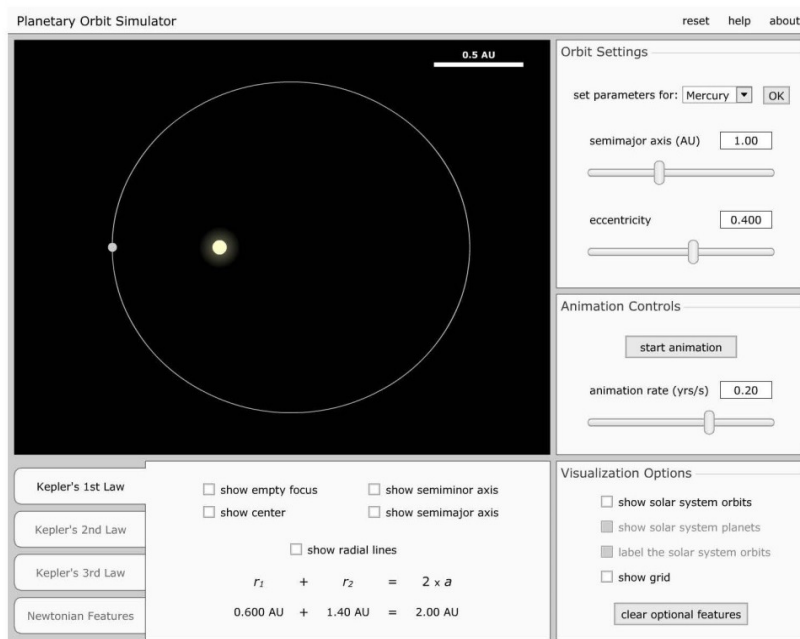 Planetary Orbit Simulator
reset help about
0.5 AU
Orbit Settings
set parameters for: Mercury OK
semimajor axis (AU) 1.00
eccentricity 0.400
Animation Controls
start animation
animation rate (yrs/s) 0.20
Kepler's 1st Law
Kepler's 2nd Law
Kepler's 3rd Law
Newtonian Features
show empty focus show semiminor axis
show center show semimajor axis
show radial lines
r₁ + r₂ = 2 x a
0.600 AU + 1.40 AU = 2.00 AU
Visualization Options
show solar system orbits
show solar system planets
label the solar system orbits
show grid
clear optional features